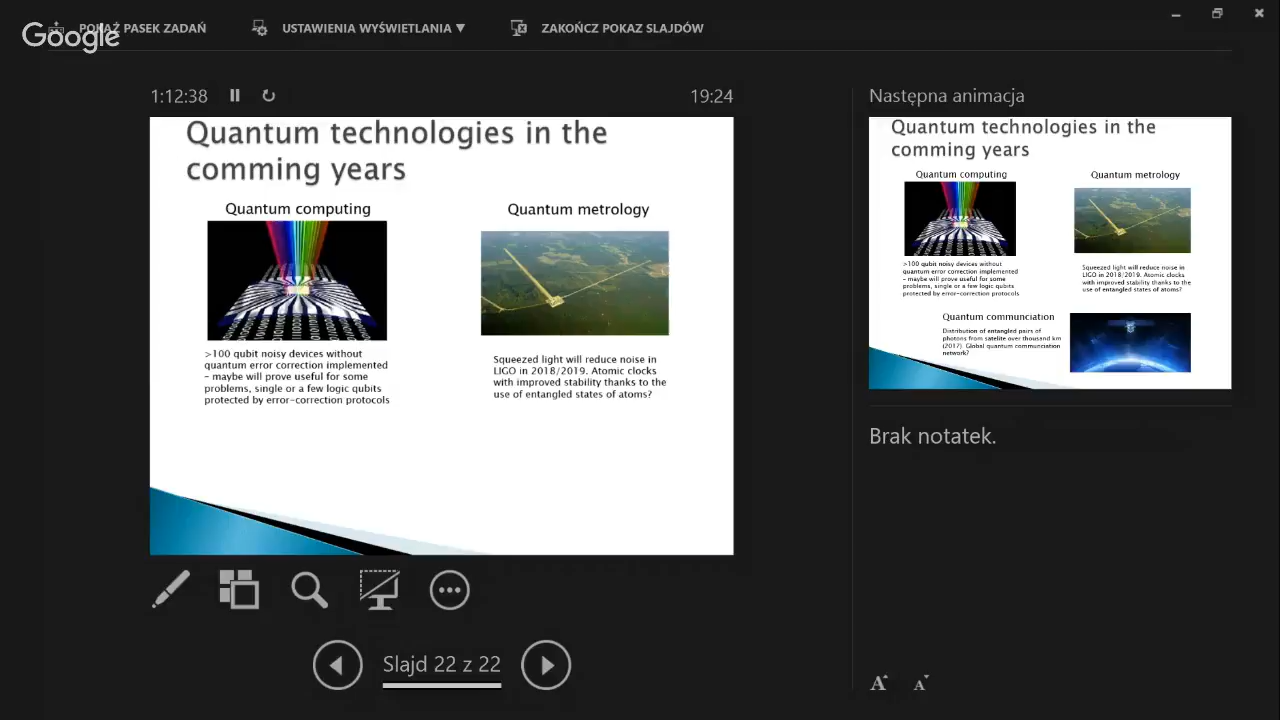 Google
POKAŻ PASEK ZADAŃ
USTAWIENIA WYŚWIETLANIA ▼
ZAKOŃCZ POKAZ SLAJDÓW
1:12:38
19:24
Quantum technologies in the
comming years
Quantum computing
>100 qubit noisy devices without
quantum error correction implemented
– maybe will prove useful for some
problems, single or a few logic qubits
protected by error-correction protocols
Quantum metrology
Squeezed light will reduce noise in
LIGO in 2018/2019. Atomic clocks
with improved stability thanks to the
use of entangled states of atoms?
Slajd 22 z 22
Następna animacja
Quantum technologies in the
comming years
Quantum computing
>100 qubit noisy devices without
quantum error correction implemented
– maybe will prove useful for some
problems, single or a few logic qubits
protected by error-correction protocols
Quantum metrology
Squeezed light will reduce noise in
LIGO in 2018/2019. Atomic clocks
with improved stability thanks to the
use of entangled states of atoms?
Quantum communciation
Distribution of entangled pairs of
photons from satelite over thousand km
(2017). Global quantum communciation
network?
Brak notatek.
A A